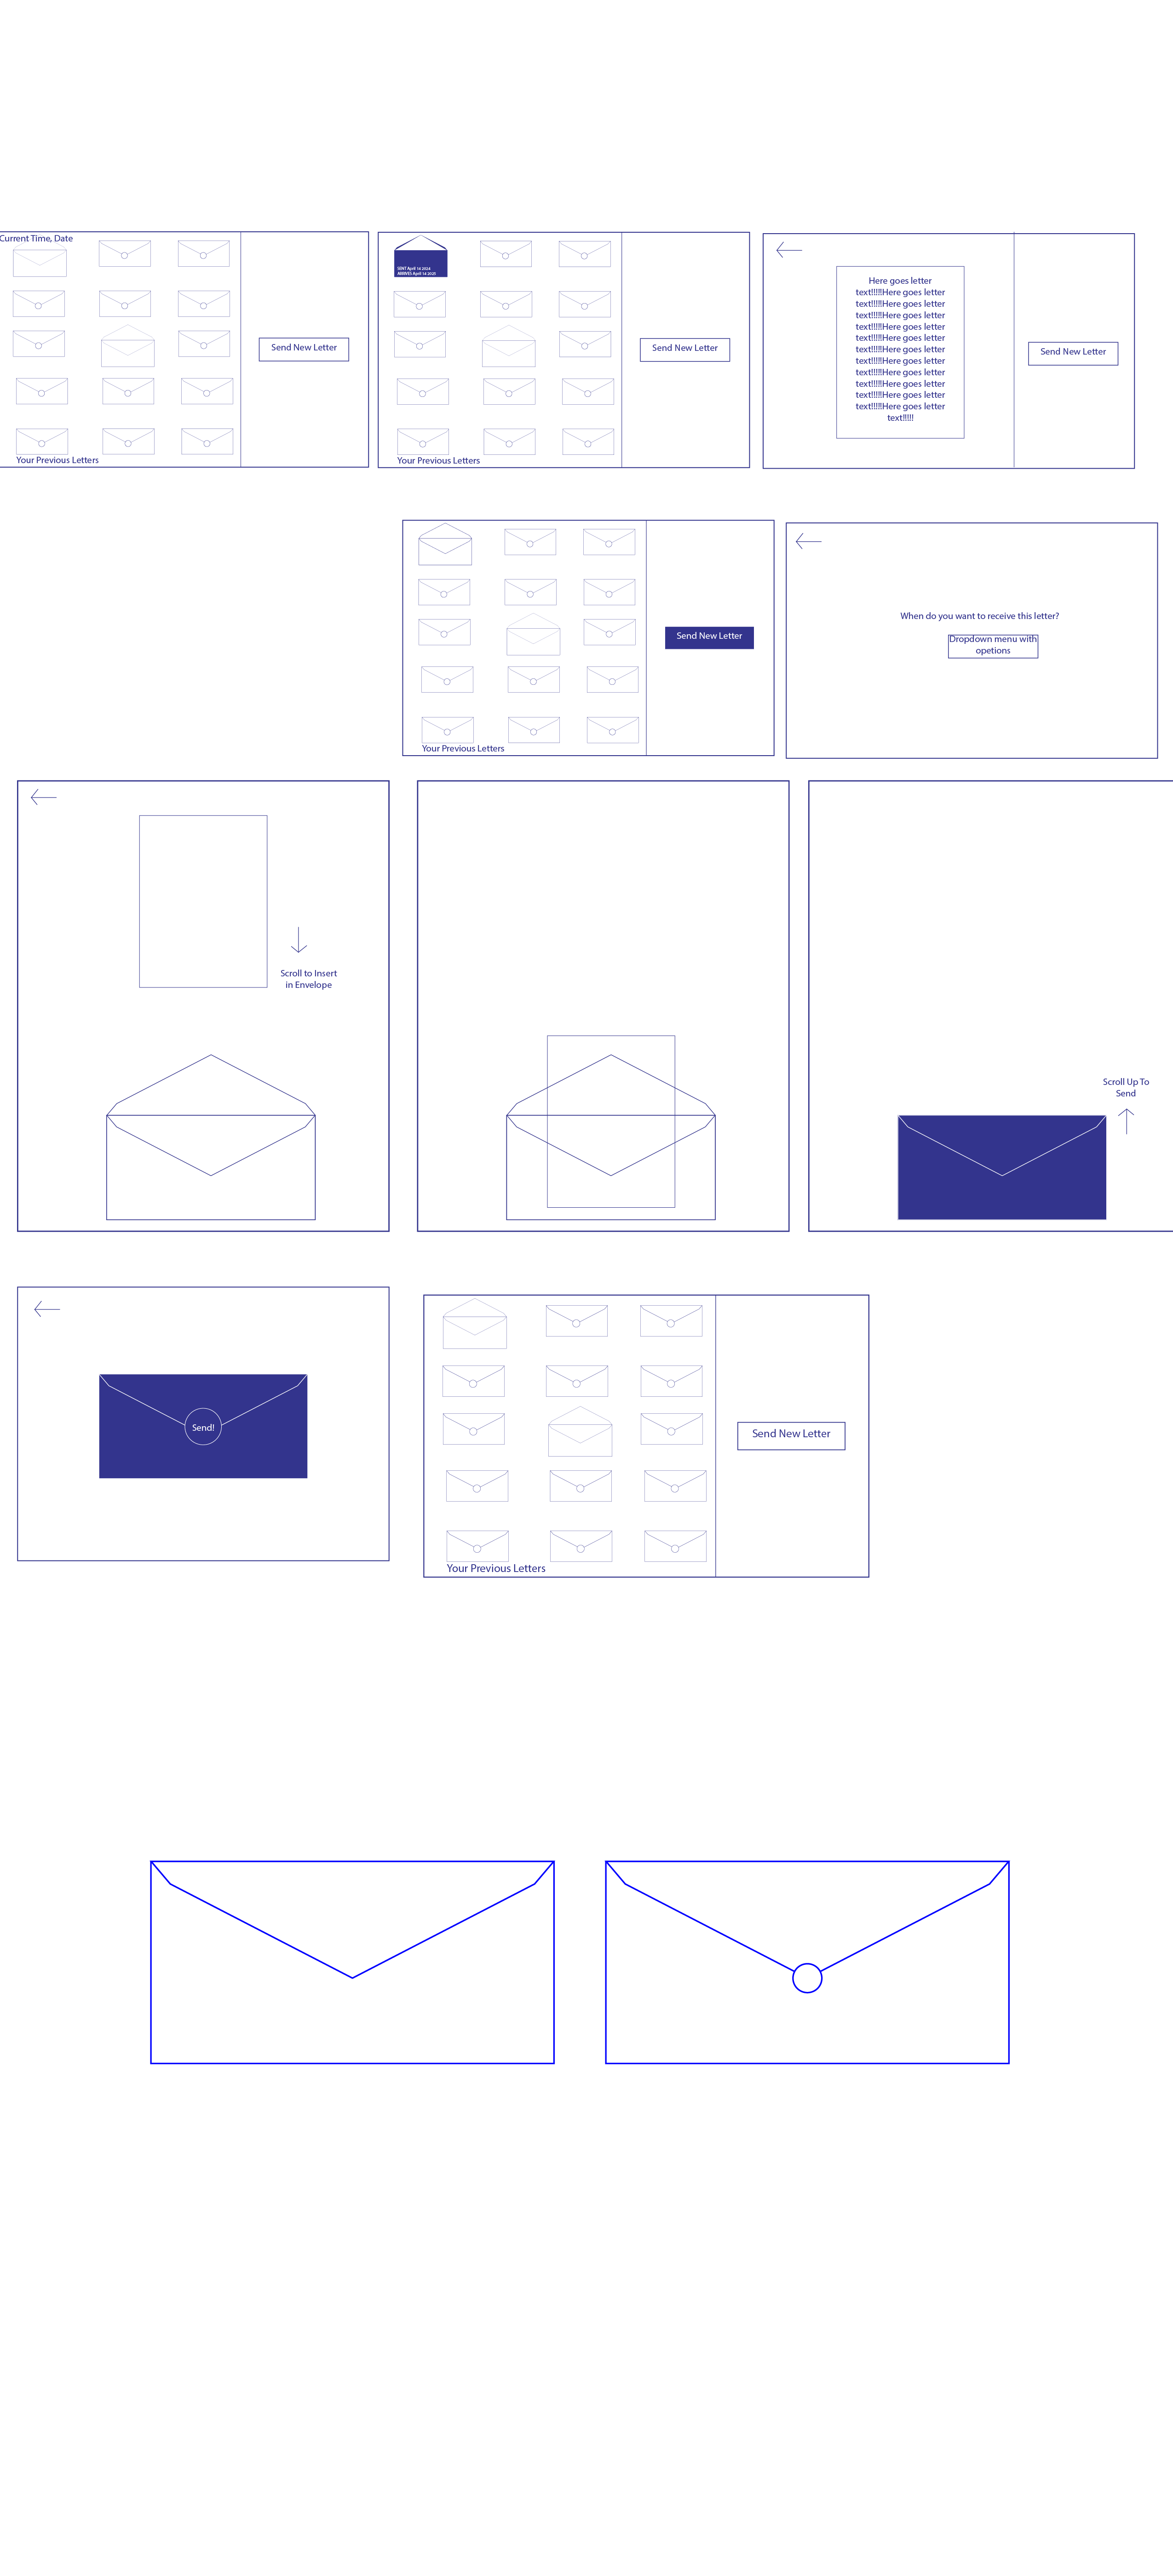 Current Time, Date
Send New Letter
Your Previous Letters
SENT April 14 2024
ARRIVES April 14 2025
Send New Letter
Your Previous Letters
Here goes letter
text!!!!!Here goes letter
text!!!!!Here goes letter
text!!!!!Here goes letter
text!!!!!Here goes letter
text!!!!!Here goes letter
text!!!!!Here goes letter
text!!!!!Here goes letter
text!!!!!Here goes letter
text!!!!!Here goes letter
text!!!!!Here goes letter
text!!!!!Here goes letter
text!!!!!
Send New Letter
Send New Letter
Your Previous Letters
When do you want to receive this letter?
Dropdown menu with
opetions
Scroll to Insert
in Envelope
Scroll Up To
Send
Send!
Send New Letter
Your Previous Letters